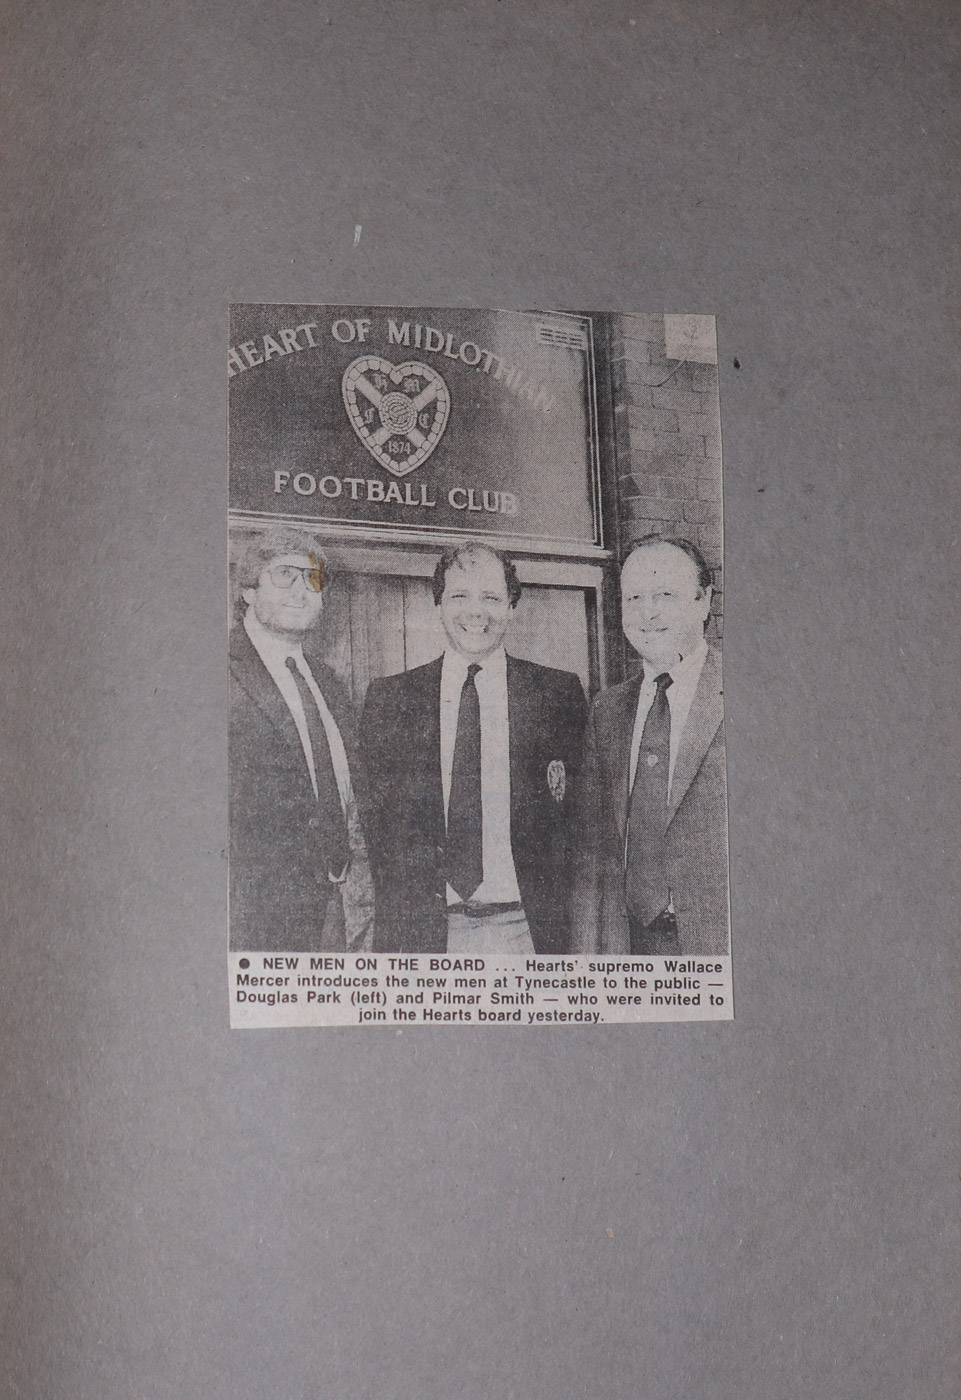 HEART OF MIDLOTHIAN
H M
F C
1874
FOOTBALL CLUB
● NEW MEN ON THE BOARD ... Hearts' supremo Wallace
Mercer introduces the new men at Tynecastle to the public —
Douglas Park (left) and Pilmar Smith — who were invited to
join the Hearts board yesterday.